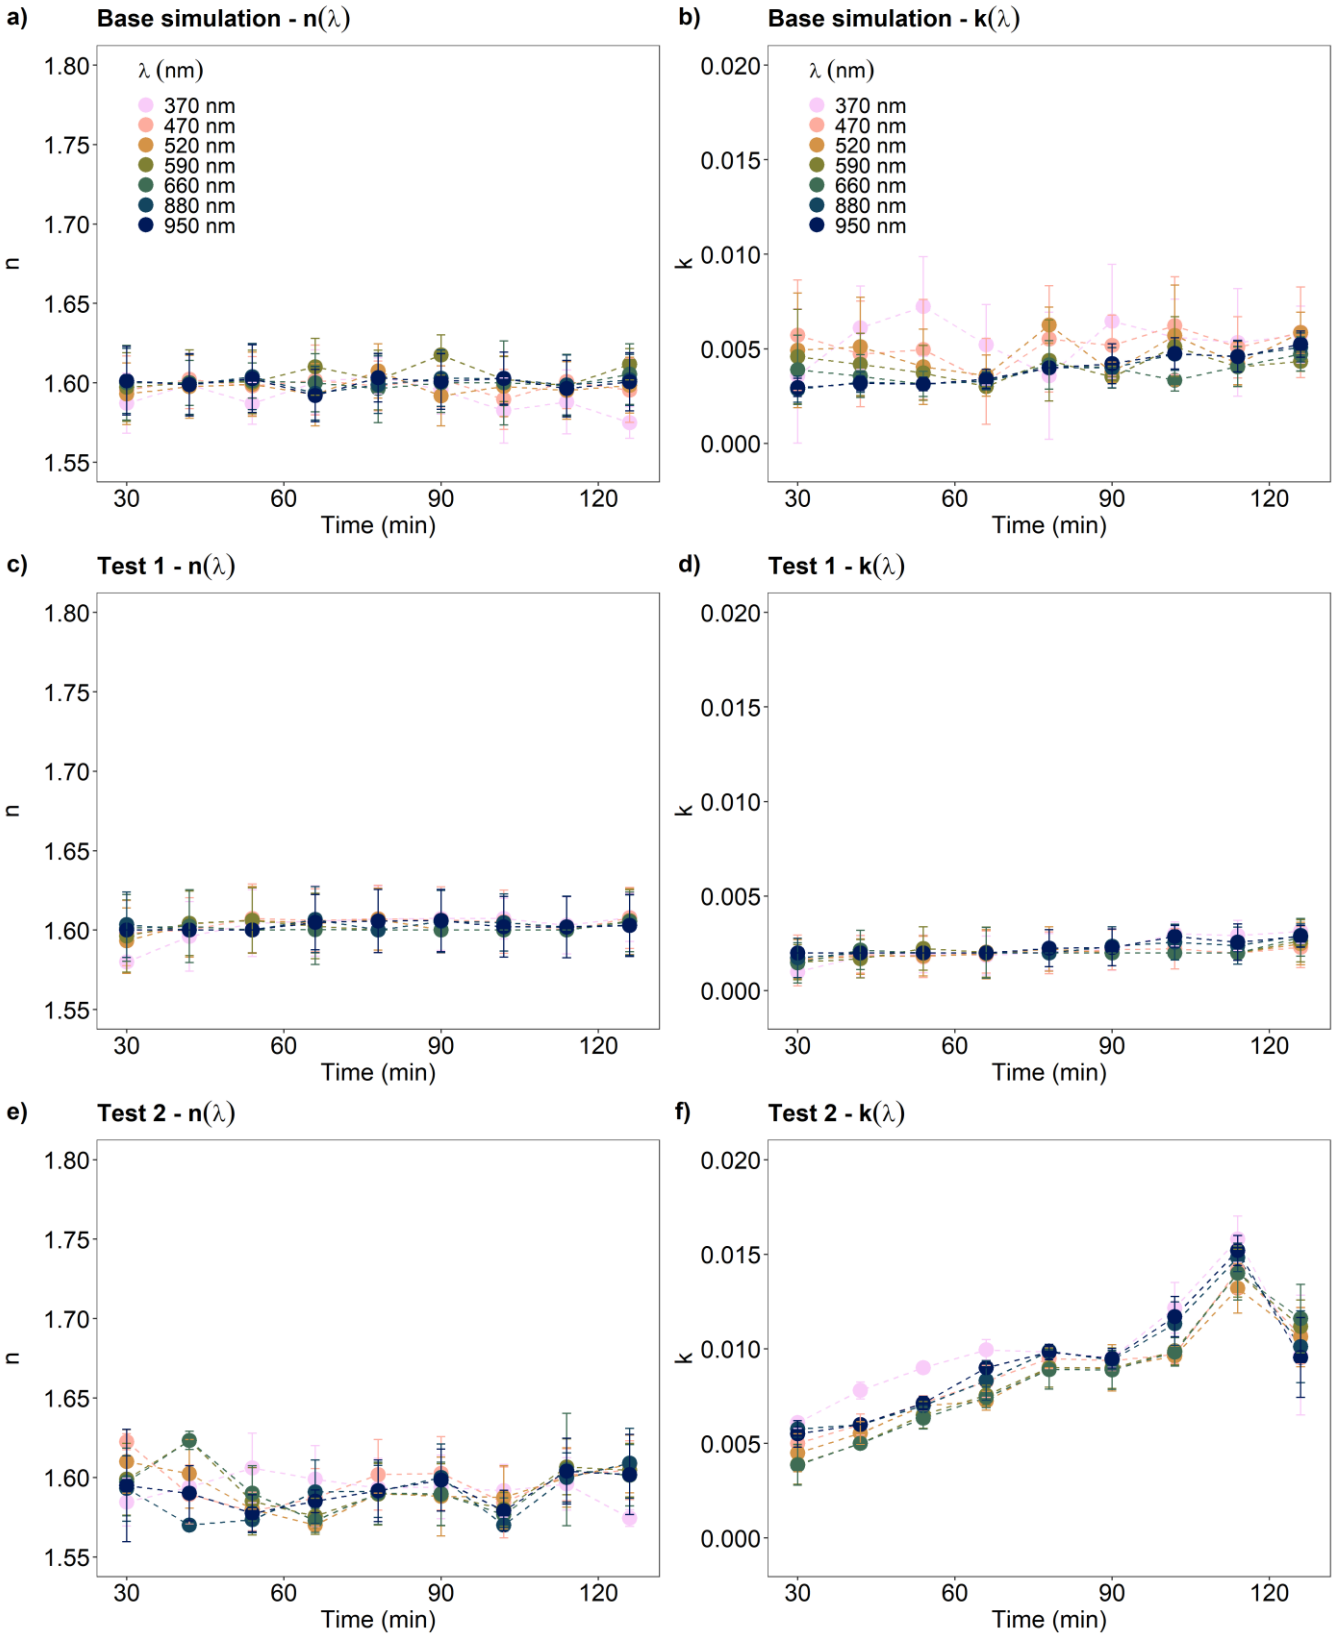 a) Base simulation - n(λ)
1.80
1.75
1.70
1.65
1.60
1.55
n
λ (nm)
370 nm
470 nm
520 nm
590 nm
660 nm
880 nm
950 nm
30 60 90 120
Time (min)
b) Base simulation - k(λ)
0.020
0.015
0.010
0.005
0.000
k
λ (nm)
370 nm
470 nm
520 nm
590 nm
660 nm
880 nm
950 nm
30 60 90 120
Time (min)
c) Test 1 - n(λ)
1.80
1.75
1.70
1.65
1.60
1.55
n
30 60 90 120
Time (min)
d) Test 1 - k(λ)
0.020
0.015
0.010
0.005
0.000
k
30 60 90 120
Time (min)
e) Test 2 - n(λ)
1.80
1.75
1.70
1.65
1.60
1.55
n
30 60 90 120
Time (min)
f) Test 2 - k(λ)
0.020
0.015
0.010
0.005
0.000
k
30 60 90 120
Time (min)